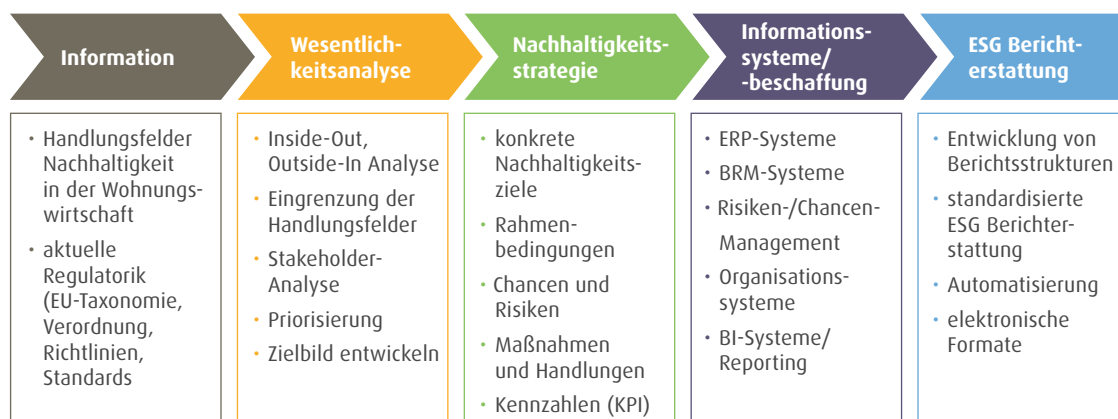 Information
• Handlungsfelder
Nachhaltigkeit
in der Wohnungs-
wirtschaft
• aktuelle
Regulatorik
(EU-Taxonomie,
Verordnung,
Richtlinien,
Standards
Wesentlich-
keitsanalyse
• Inside-Out,
Outside-In Analyse
• Eingrenzung der
Handlungsfelder
• Stakeholder-
Analyse
• Priorisierung
• Zielbild entwickeln
Nachhaltigkeits-
strategie
• konkrete
Nachhaltigkeits-
ziele
• Rahmen-
bedingungen
• Chancen und
Risiken
• Maßnahmen
und Handlungen
• Kennzahlen (KPI)
Informations-
systeme/
-beschaffung
• ERP-Systeme
• BRM-Systeme
• Risiken-/Chancen-
Management
• Organisations-
systeme
• BI-Systeme/
Reporting
ESG Bericht-
erstattung
• Entwicklung von
Berichtsstrukturen
• standardisierte
ESG Berichter-
stattung
• Automatisierung
• elektronische
Formate